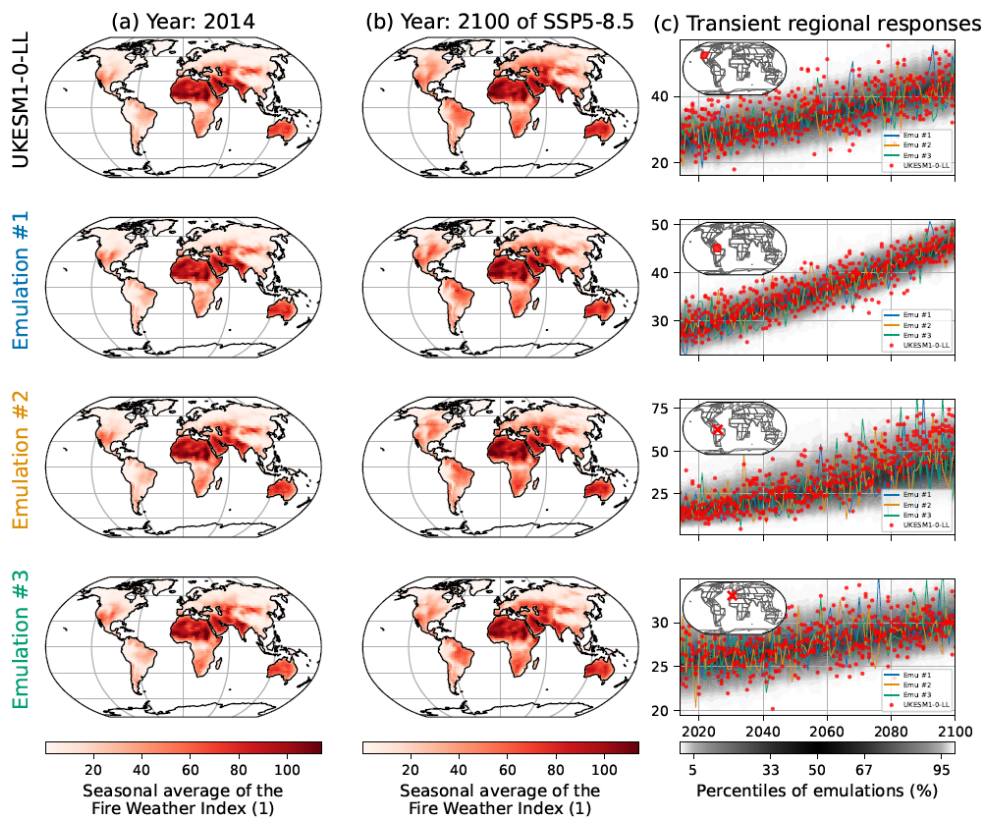 (a) Year: 2014
(b) Year: 2100 of SSP5-8.5
(c) Transient regional responses
UKESM1-0-LL
40
20
Emu #1
Emu #2
Emu #3
UKESM1-0-LL
Emulation #1
50
40
30
Emu #1
Emu #2
Emu #3
UKESM1-0-LL
Emulation #2
75
50
25
Emu #1
Emu #2
Emu #3
UKESM1-0-LL
Emulation #3
30
25
20
Emu #1
Emu #2
Emu #3
UKESM1-0-LL
2020 2040 2060 2080 2100
20 40 60 80 100
Seasonal average of the
Fire Weather Index (1)
20 40 60 80 100
Seasonal average of the
Fire Weather Index (1)
5 33 50 67 95
Percentiles of emulations (%)